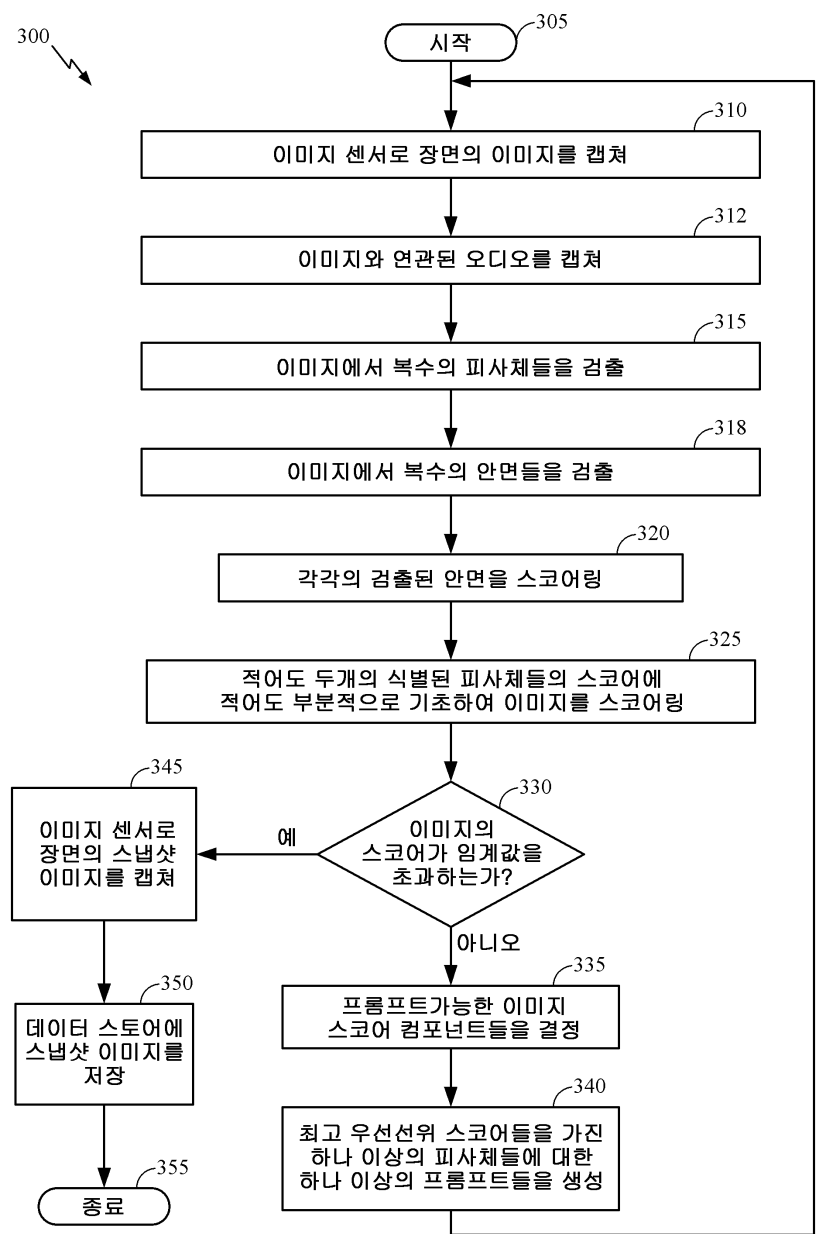 300
시작
305
310
이미지 센서로 장면의 이미지를 캡쳐
312
이미지와 연관된 오디오를 캡쳐
315
이미지에서 복수의 피사체들을 검출
318
이미지에서 복수의 안면들을 검출
320
각각의 검출된 안면을 스코어링
325
적어도 두개의 식별된 피사체들의 스코어에
적어도 부분적으로 기초하여 이미지를 스코어링
330
이미지의
스코어가 임계값을
초과하는가?
예
345
이미지 센서로
장면의 스냅샷
이미지를 캡쳐
아니오
335
프롬프트가능한 이미지
스코어 컴포넌트들을 결정
350
데이터 스토어에
스냅샷 이미지를
저장
340
최고 우선선위 스코어들을 가진
하나 이상의 피사체들에 대한
하나 이상의 프롬프트들을 생성
355
종료